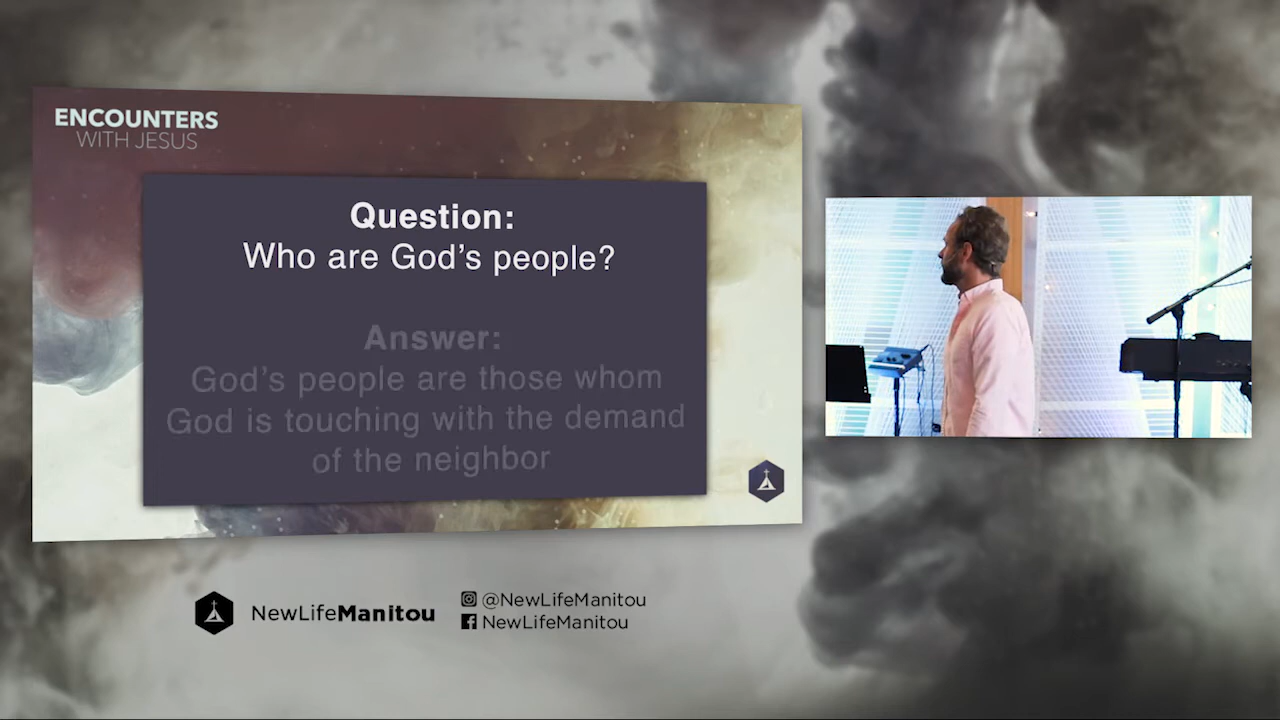 ENCOUNTERS
WITH JESUS
Question:
Who are God's people?
Answer:
God's people are those whom
God is touching with the demand
of the neighbor
NewLifeManitou
@NewLifeManitou
NewLifeManitou